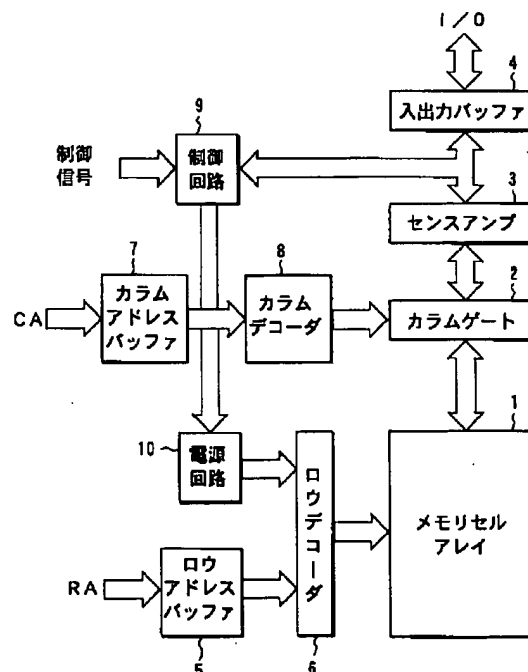 I/O
4
入出力バッファ
9
制御
信号
制御
回路
3
センスアンプ
7
カラム
アドレス
バッファ
CA
8
カラム
デコーダ
2
カラムゲート
1
メモリセル
アレイ
10
電源
回路
ロウデコーダ
6
RA
ロウ
アドレス
バッファ
5